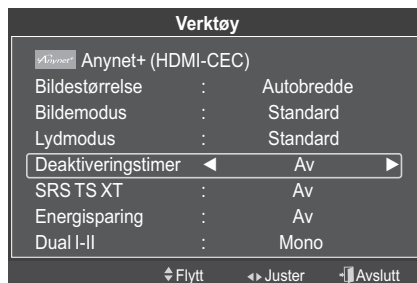 Verktøy
Anynet+ Anynet+ (HDMI-CEC)
Bildestørrelse : Autobredde
Bildemodus : Standard
Lydmodus : Standard
Deaktiveringstimer ◄ Av ►
SRS TS XT : Av
Energisparing : Av
Dual I-II : Mono
Flytt Juster Avslutt